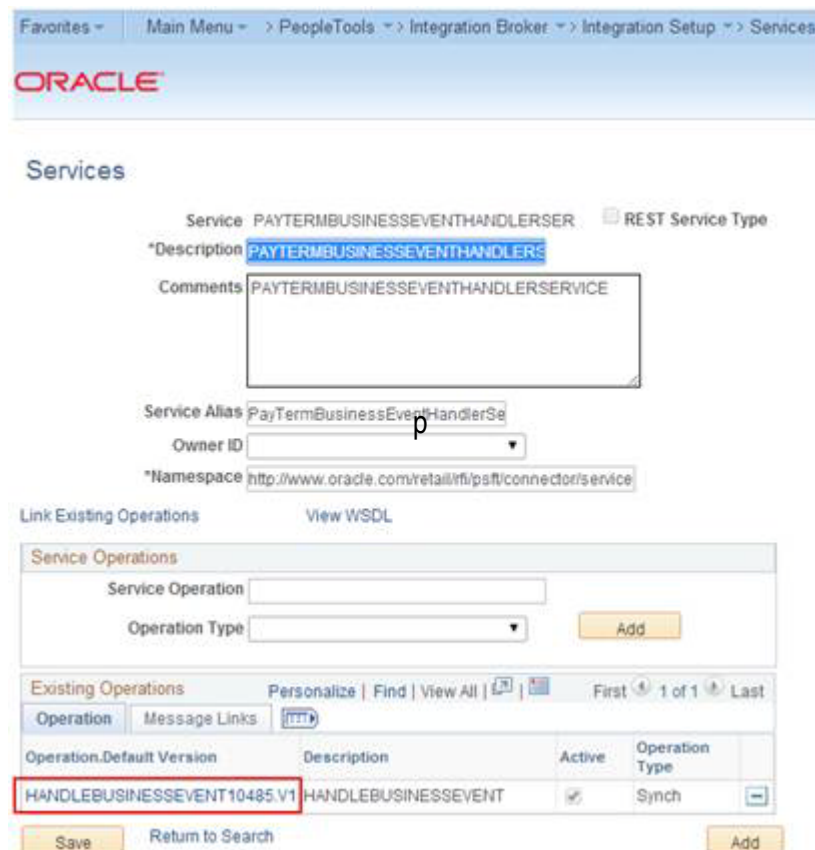 Favorites Main Menu > PeopleTools > Integration Broker > Integration Setup > Services
ORACLE
Services
Service PAYTERMBUSINESSEVENTHANDLERSER REST Service Type
*Description PAYTERMBUSINESSEVENTHANDLERS
Comments PAYTERMBUSINESSEVENTHANDLERSERVICE
Service Alias PayTermBusinessEventHandlerSe
p
Owner ID
*Namespace http://www.oracle.com/retail/rfi/psft/connector/service
Link Existing Operations View WSDL
Service Operations
Service Operation
Operation Type Add
Existing Operations Personalize | Find | View All | First 1 of 1 Last
Operation Message Links
Operation.Default Version Description Active Operation Type
HANDLEBUSINESSEVENT10485.V1 HANDLEBUSINESSEVENT Synch
Save Return to Search Add